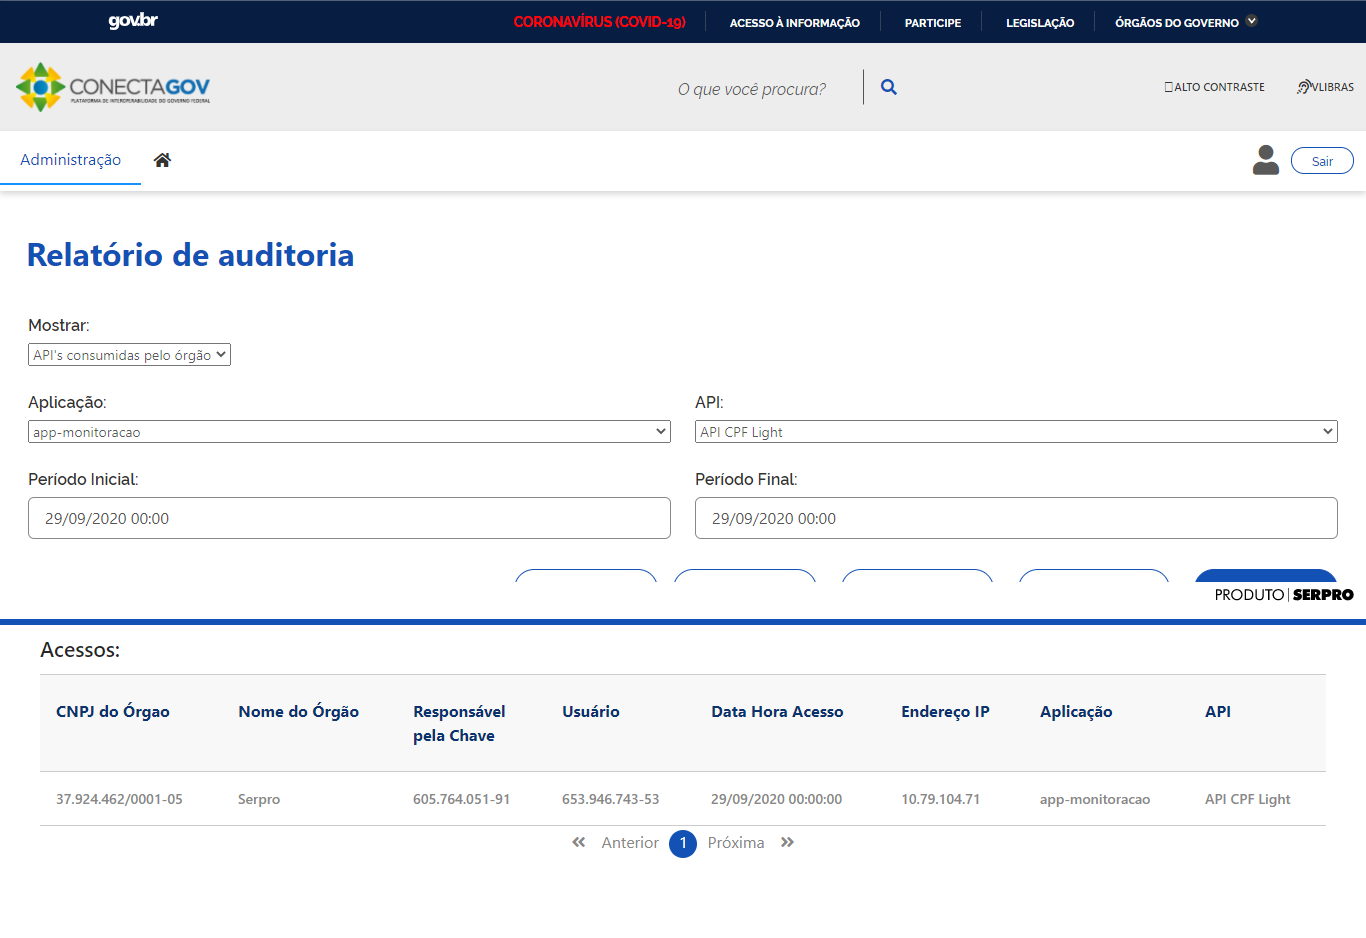 gov.br
CORONAVÍRUS (COVID-19)
ACESSO À INFORMAÇÃO
PARTICIPE
LEGISLAÇÃO
ÓRGÃOS DO GOVERNO
CONECTAGOV
PLATAFORMA DE INTEROPERABILIDADE DO GOVERNO FEDERAL
O que você procura?
ALTO CONTRASTE
VLIBRAS
Administração
Sair
Relatório de auditoria
Mostrar:
API's consumidas pelo órgão
Aplicação:
API:
app-monitoracao
API CPF Light
Período Inicial:
Período Final:
29/09/2020 00:00
29/09/2020 00:00
PRODUTO | SERPRO
Acessos:
CNPJ do Órgao
Nome do Órgão
Responsável
pela Chave
Usuário
Data Hora Acesso
Endereço IP
Aplicação
API
37.924.462/0001-05
Serpro
605.764.051-91
653.946.743-53
29/09/2020 00:00:00
10.79.104.71
app-monitoracao
API CPF Light
« Anterior 1 Próxima »